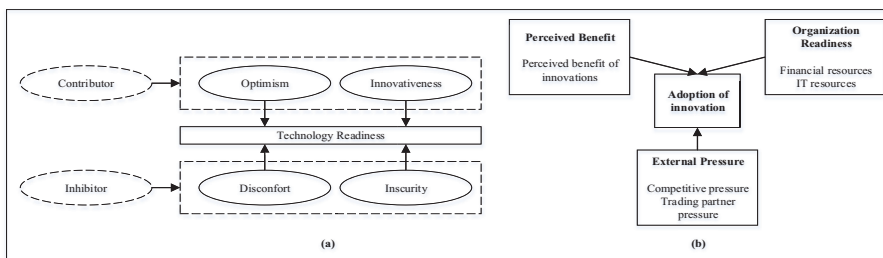 Contributor
Optimism
Innovativeness
Technology Readiness
Inhibitor
Disconfort
Inscurity
(a)
Perceived Benefit
Perceived benefit of
innovations
Organization
Readiness
Financial resources
IT resources
Adoption of
innovation
External Pressure
Competitive pressure
Trading partner
pressure
(b)